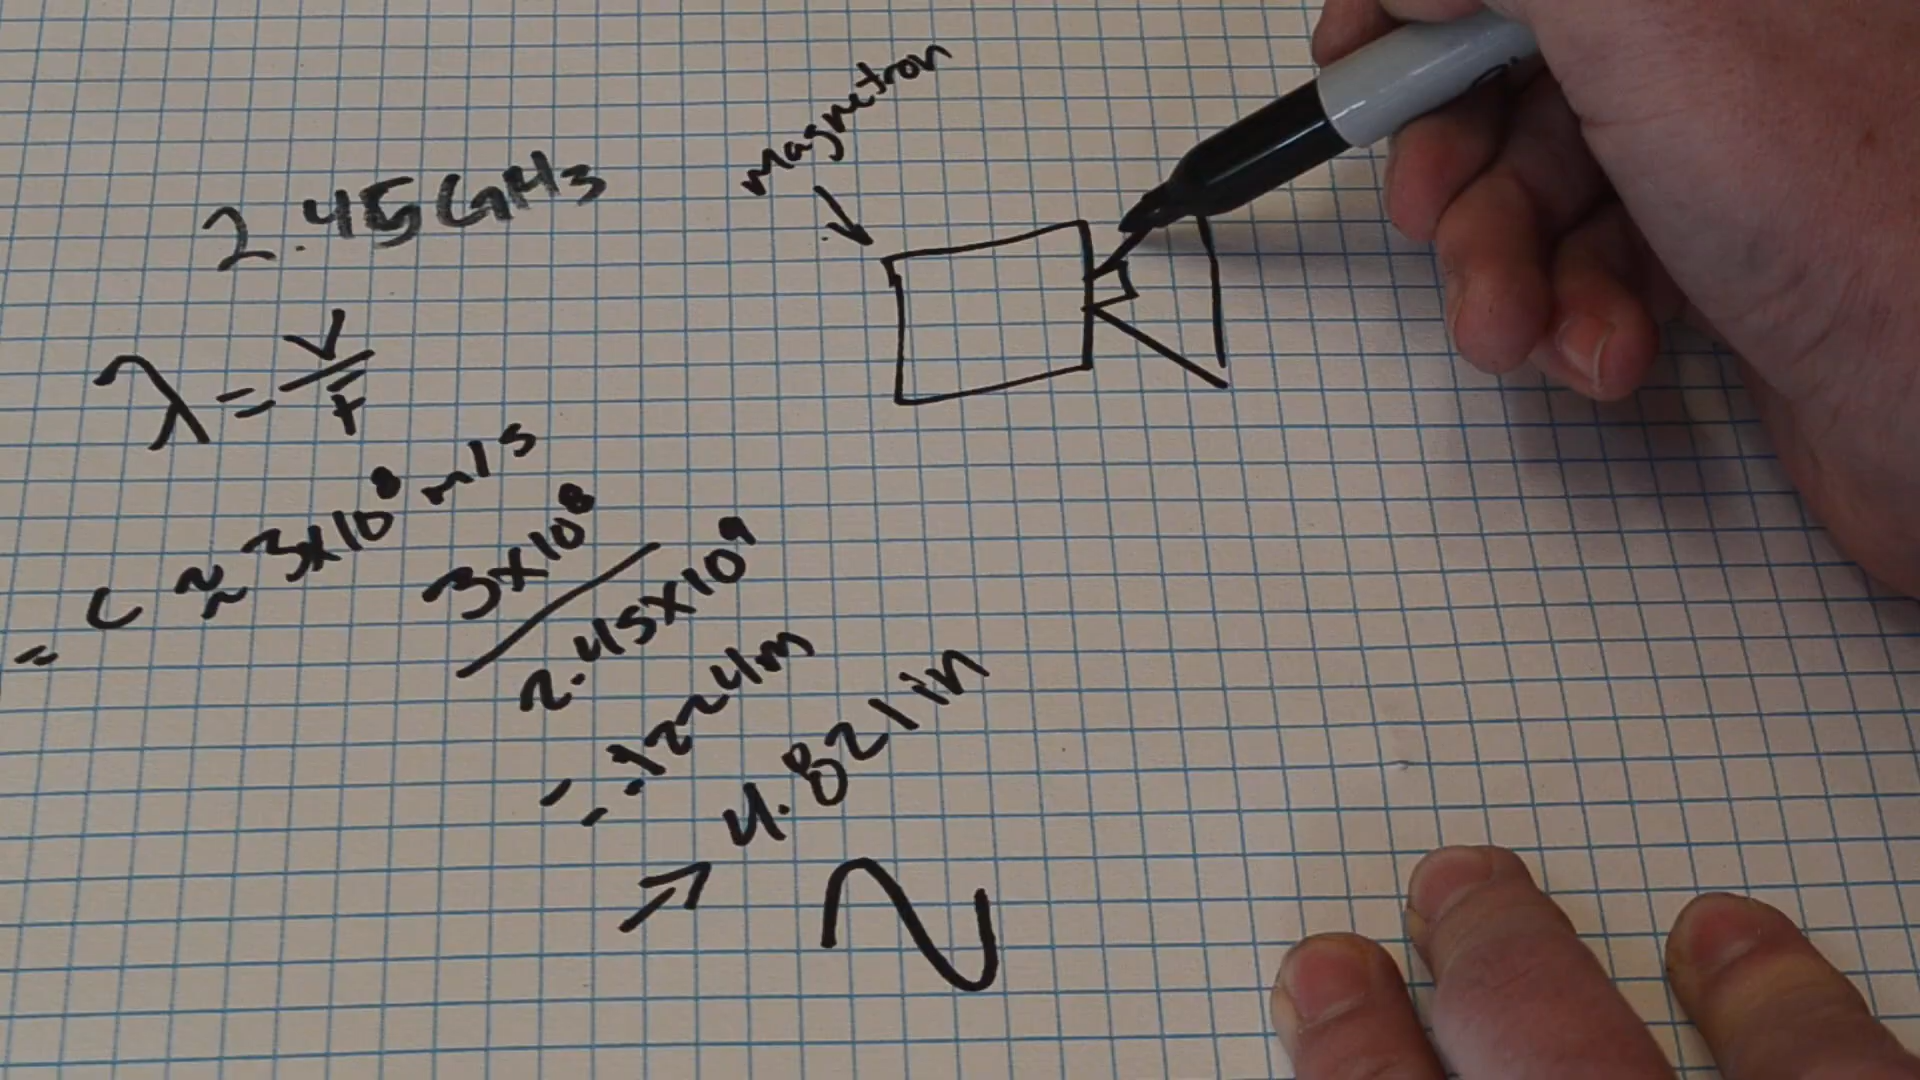 magnetron
2.45GHz
λ = v/f
= c ≈ 3x10⁸ m/s
3x10⁸
2.45x10⁹
= .1224m
→ 4.821in